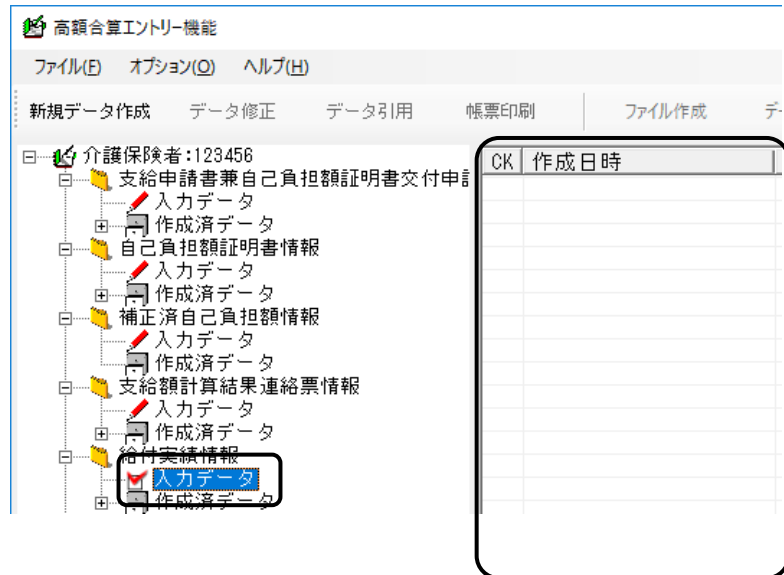 高額合算エントリー機能
ファイル(F) オプション(O) ヘルプ(H)
新規データ作成 データ修正 データ引用 帳票印刷 ファイル作成 デー
介護保険者:123456
支給申請書兼自己負担額証明書交付申請
入力データ
作成済データ
自己負担額証明書情報
入力データ
作成済データ
補正済自己負担額情報
入力データ
作成済データ
支給額計算結果連絡票情報
入力データ
作成済データ
給付実績情報
入力データ
作成済データ
CK 作成日時